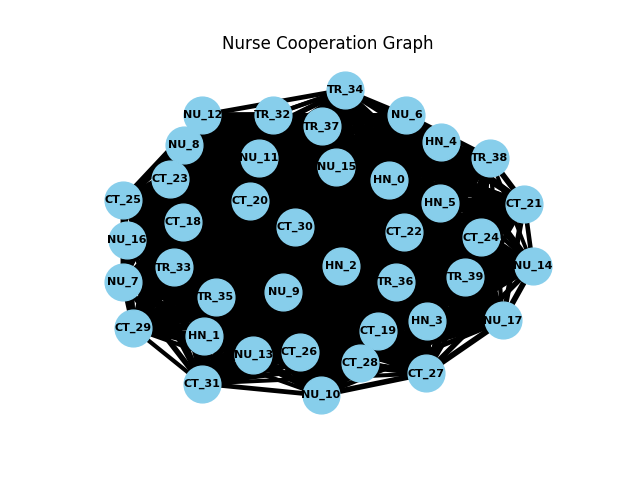 Nurse Cooperation Graph
TR_34
NU_12
TR_32
NU_6
TR_37
HN_4
NU_8
NU_11
TR_38
NU_15
CT_23
HN_0
CT_25
CT_20
HN_5
CT_21
CT_18
CT_30
CT_22
CT_24
NU_16
TR_33
HN_2
NU_14
TR_39
NU_7
TR_36
NU_9
TR_35
HN_3
NU_17
CT_29
CT_19
HN_1
CT_26
NU_13
CT_28
CT_27
CT_31
NU_10